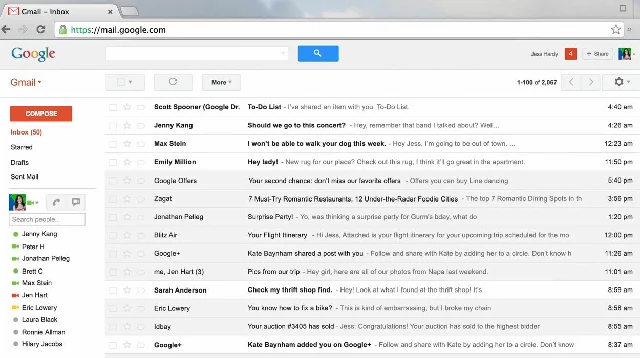 Gmail - Inbox
https://mail.google.com
Google
Jess Hardy 4 + Share
Gmail
More 1-100 of 2,067
COMPOSE
Inbox (50)
Starred
Drafts
Sent Mail
Search people...
Jenny Kang
Peter H
Jonathan Pelleg
Brett C
Max Stein
Jen Hart
Eric Lowery
Laura Black
Ronnie Allman
Hilary Jacobs
Scott Spooner (Google Dr. To-Do List - I've shared an item with you: To-Do List. 4:40 am
Jenny Kang Should we go to this concert? - Hey, remember that band I talked about? Well... 4:26 am
Max Stein I won't be able to walk your dog this week. - Hey Jess, I'm going to be out of town. ... 12:23 am
Emily Million Hey lady! - New rug for our place? Check out this rug, I think it'll go great in the apartment. 11:50 pm
Google Offers Your second chance: don't miss our favorite offers - Offers you can buy Line dancing 5:40 pm
Zagat 7 Must-Try Romantic Restaurants: 12 Under-the-Radar Foodie Cities - The 7 Most Romantic Dining Spots in th 3:56 pm
Jonathan Pelleg Surprise Party! - Yo, was thinking a surprise party for Gurm's bday, what do 1:20 pm
Blitz Air Your Flight Itinerary - Hi Jess, Attached is your flight itinerary for your upcoming trip scheduled for the mo 12:00 pm
Google+ Kate Baynham shared a post with you - Follow and share with Kate by adding her to a circle. Don't know h 11:26 am
me, Jen Hart (3) Pics from our trip - Hey girl, here are all of our photos from Napa last weekend. 11:01 am
Sarah Anderson Check my thrift shop find. - Hey! Look at what I found at the thrift shop! It's 8:59 am
Eric Lowery You know how to fix a bike? - This is kind of embarrassing, but I broke my chain 8:58 am
Idbay Your auction #3405 has sold - Jess: Congratulations! Your auction has sold to the highest bidder 8:55 am
Google+ Kate Baynham added you on Google+ - Follow and share with Kate by adding her to a circle. Don't know h 8:37 am